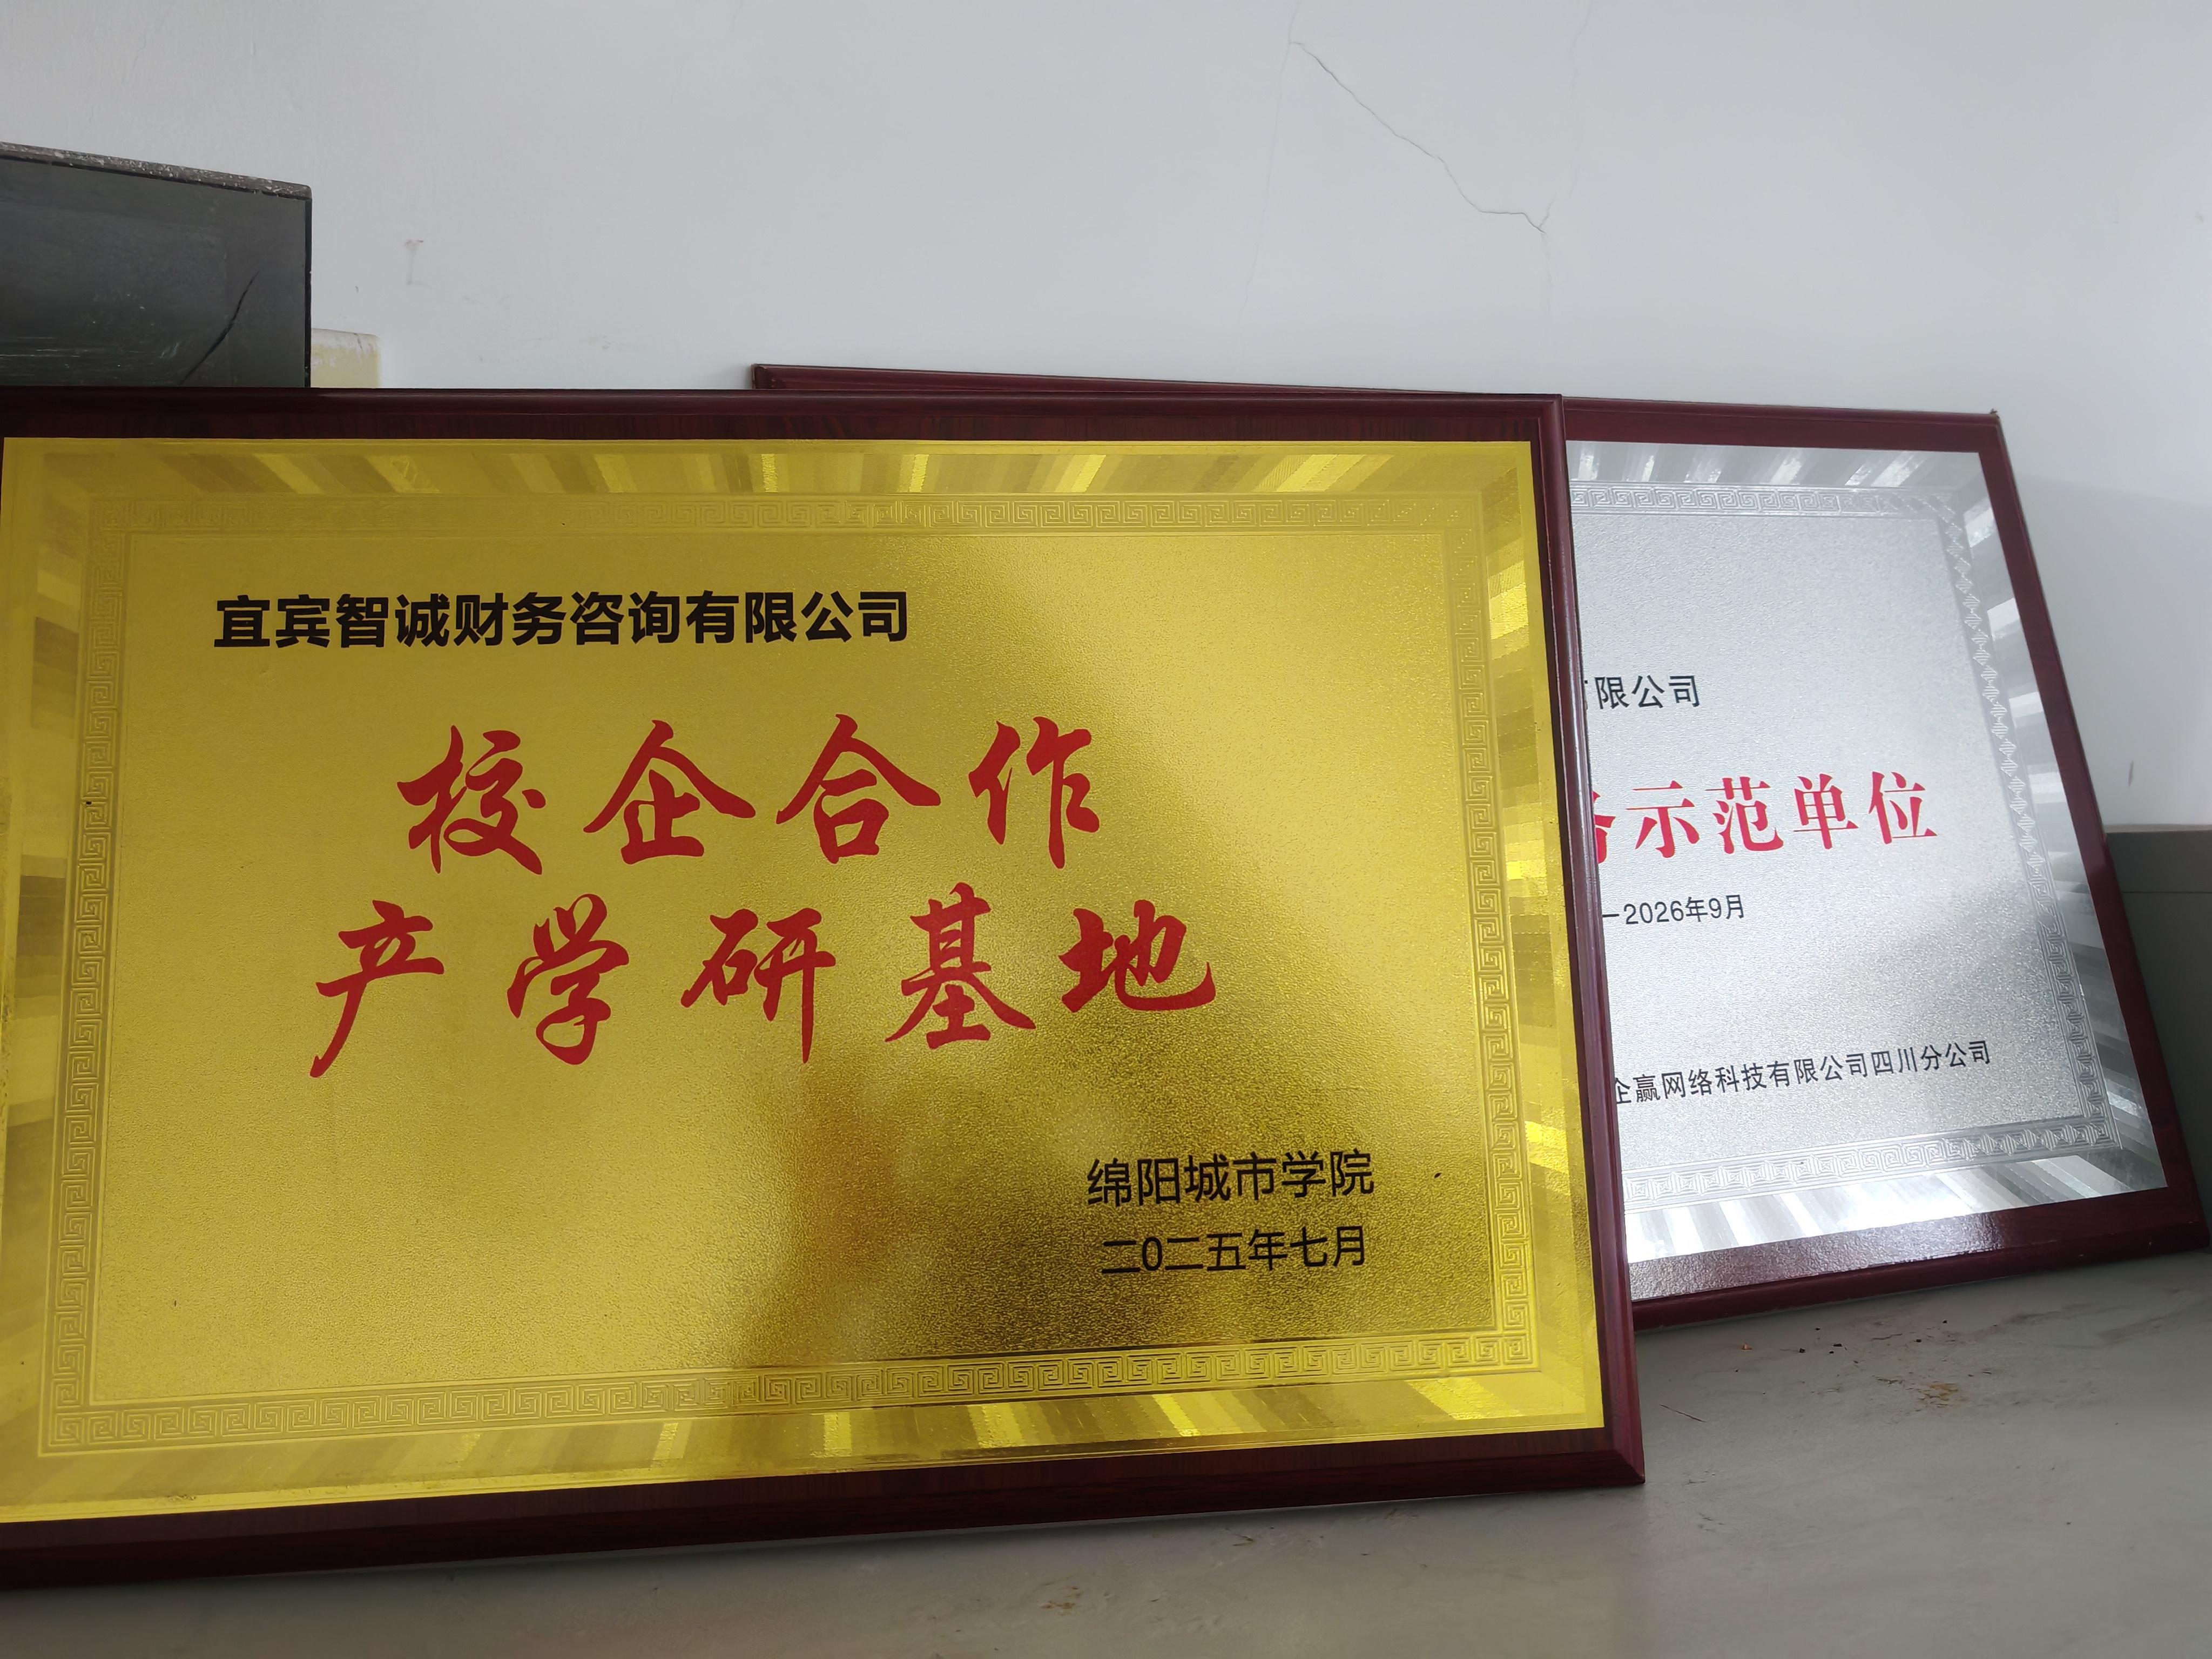 宜宾智诚财务咨询有限公司
校企合作
产学研基地
绵阳城市学院
二0二五年七月
限公司
示范单位
—2026年9月
企赢网络科技有限公司四川分公司